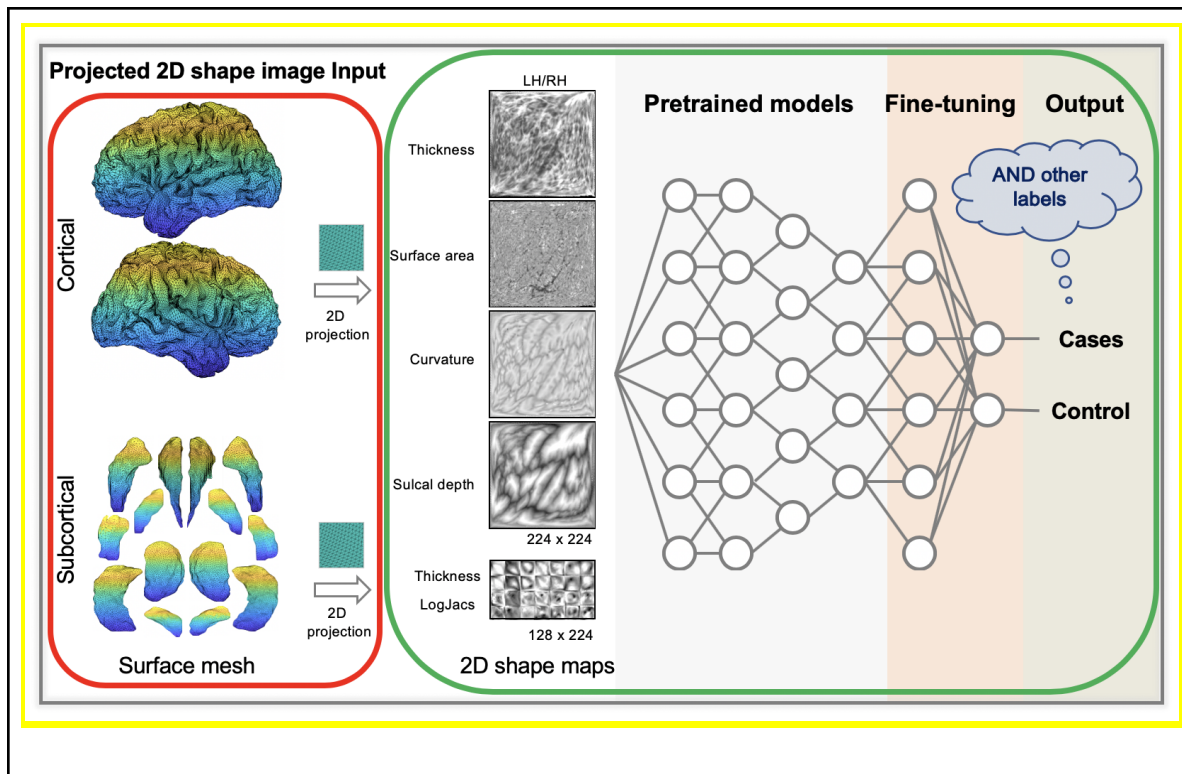 Projected 2D shape image Input
Cortical
2D
projection
Subcortical
2D
projection
Surface mesh
LH/RH
Thickness
Surface area
Curvature
Sulcal depth
224 x 224
Thickness
LogJacs
128 x 224
2D shape maps
Pretrained models
Fine-tuning
Output
AND other
labels
Cases
Control